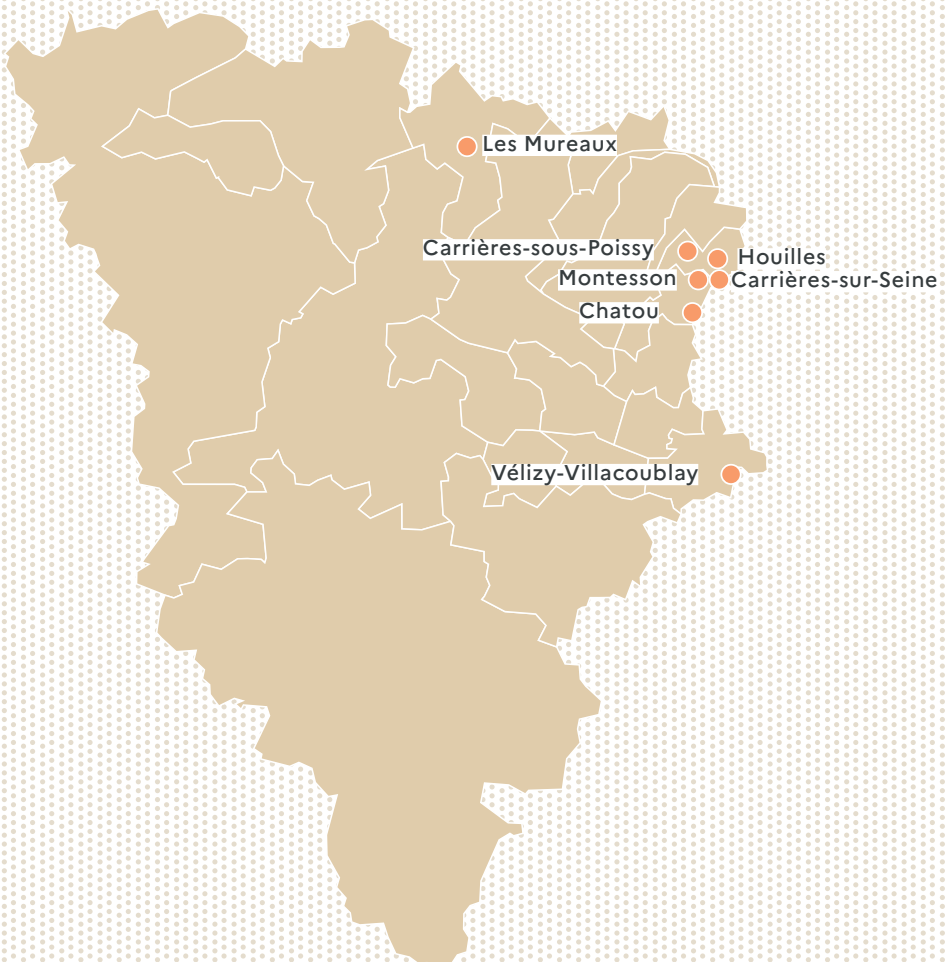 Les Mureaux
Carrières-sous-Poissy
Houilles
Montesson
Carrières-sur-Seine
Chatou
Vélizy-Villacoublay